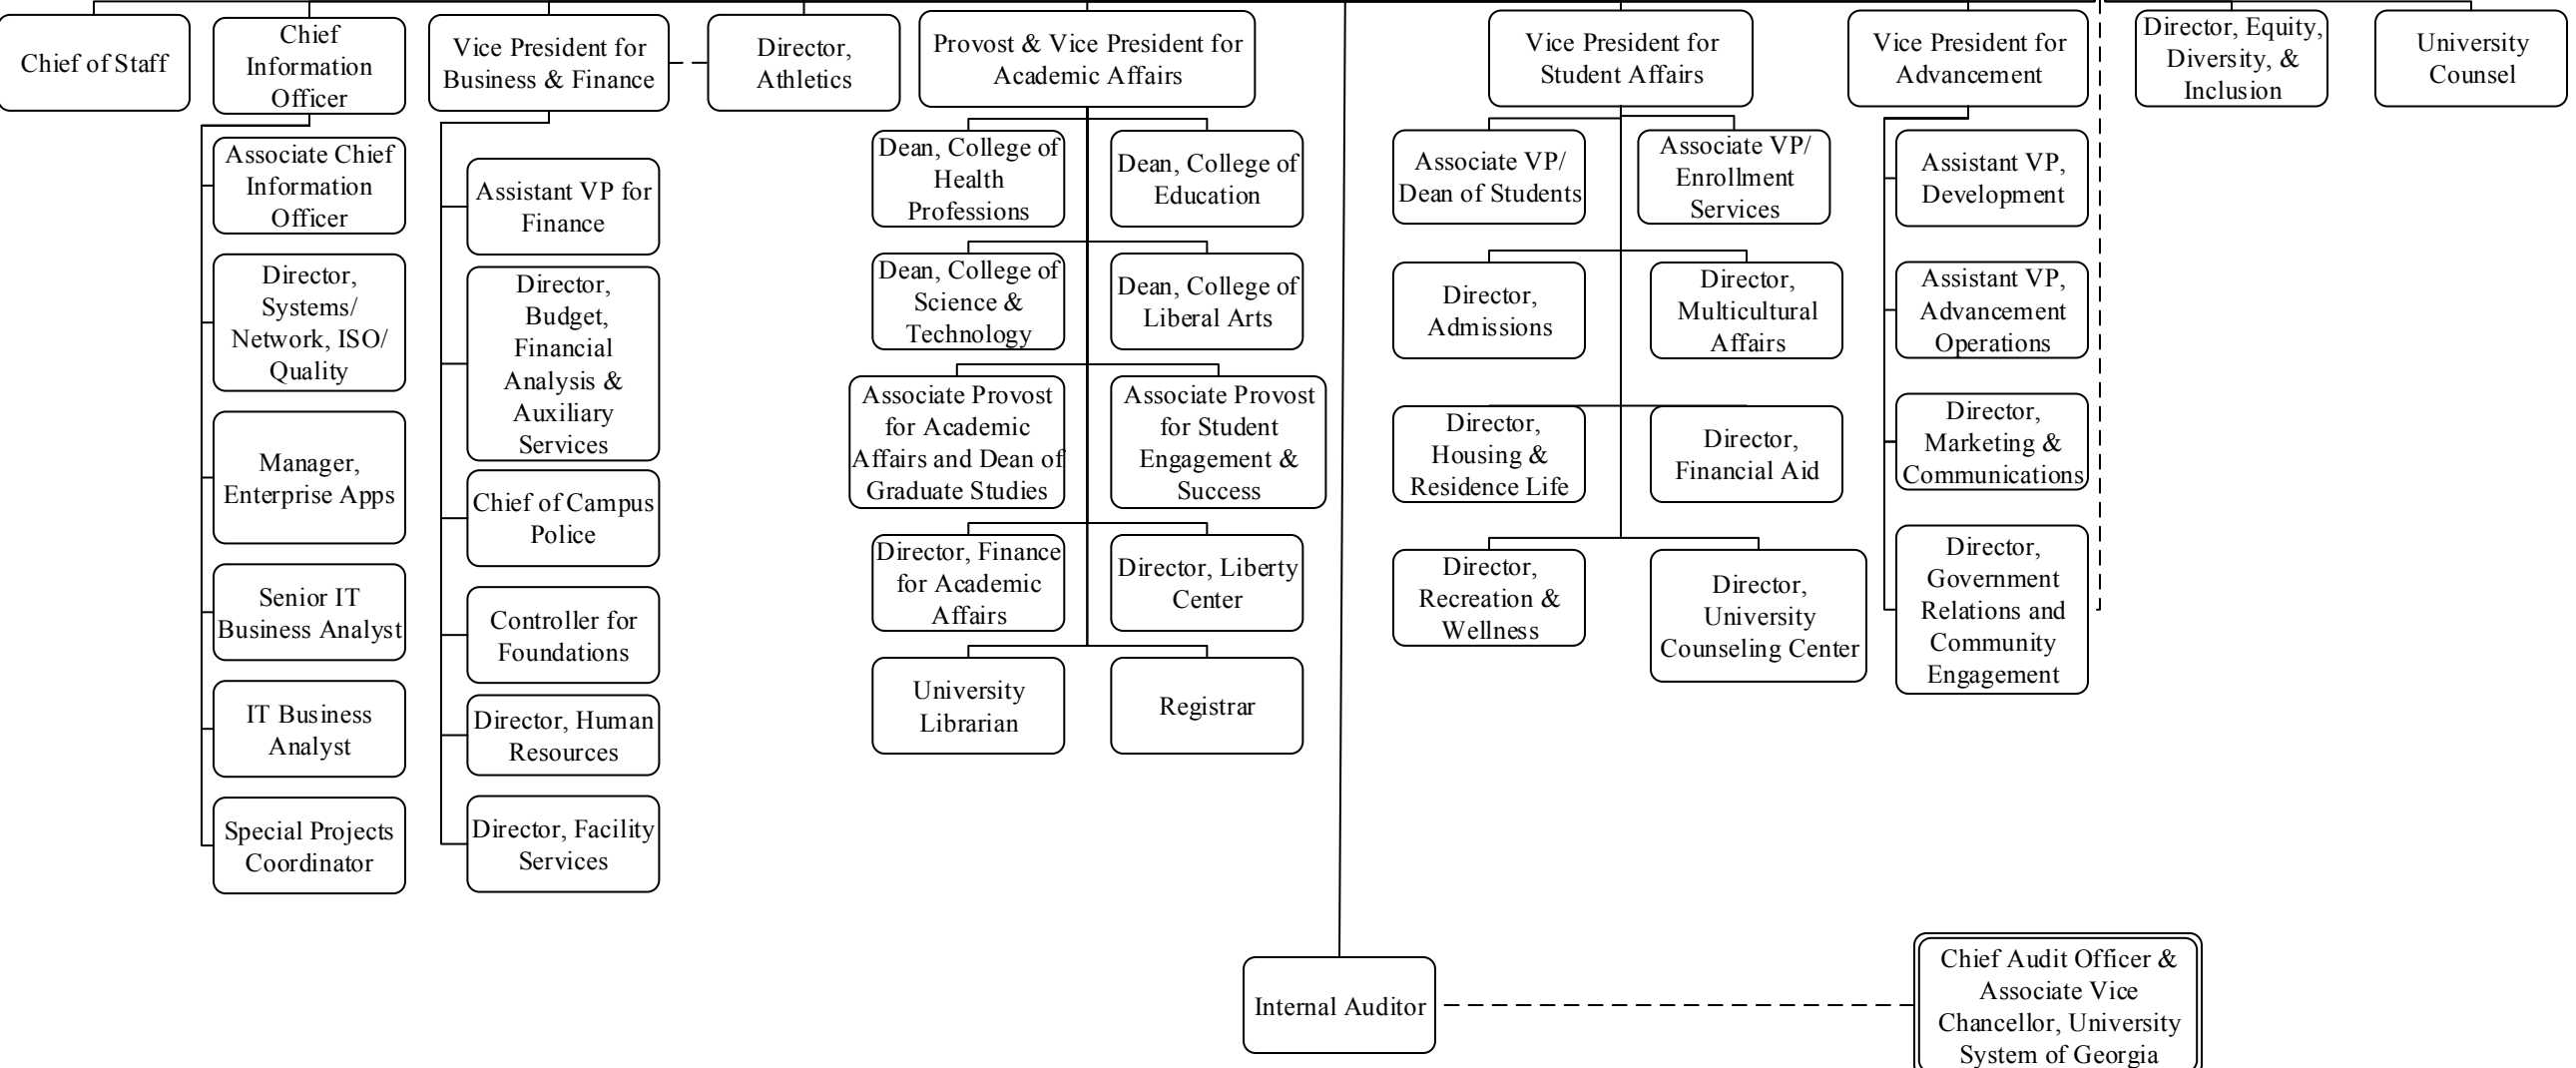 Chief of Staff
Chief
Information
Officer
Vice President for
Business & Finance
Director,
Athletics
Provost & Vice President for
Academic Affairs
Vice President for
Student Affairs
Vice President for
Advancement
Director, Equity,
Diversity, &
Inclusion
University
Counsel
Associate Chief
Information
Officer
Director,
Systems/
Network, ISO/
Quality
Manager,
Enterprise Apps
Senior IT
Business Analyst
IT Business
Analyst
Special Projects
Coordinator
Assistant VP for
Finance
Director,
Budget,
Financial
Analysis &
Auxiliary
Services
Chief of Campus
Police
Controller for
Foundations
Director, Human
Resources
Director, Facility
Services
Dean, College of
Health
Professions
Dean, College of
Education
Dean, College of
Science &
Technology
Dean, College of
Liberal Arts
Associate Provost
for Academic
Affairs and Dean of
Graduate Studies
Associate Provost
for Student
Engagement &
Success
Director, Finance
for Academic
Affairs
Director, Liberty
Center
University
Librarian
Registrar
Associate VP/
Dean of Students
Associate VP/
Enrollment
Services
Director,
Admissions
Director,
Multicultural
Affairs
Director,
Housing &
Residence Life
Director,
Financial Aid
Director,
Recreation &
Wellness
Director,
University
Counseling Center
Assistant VP,
Development
Assistant VP,
Advancement
Operations
Director,
Marketing &
Communications
Director,
Government
Relations and
Community
Engagement
Internal Auditor
Chief Audit Officer &
Associate Vice
Chancellor, University
System of Georgia